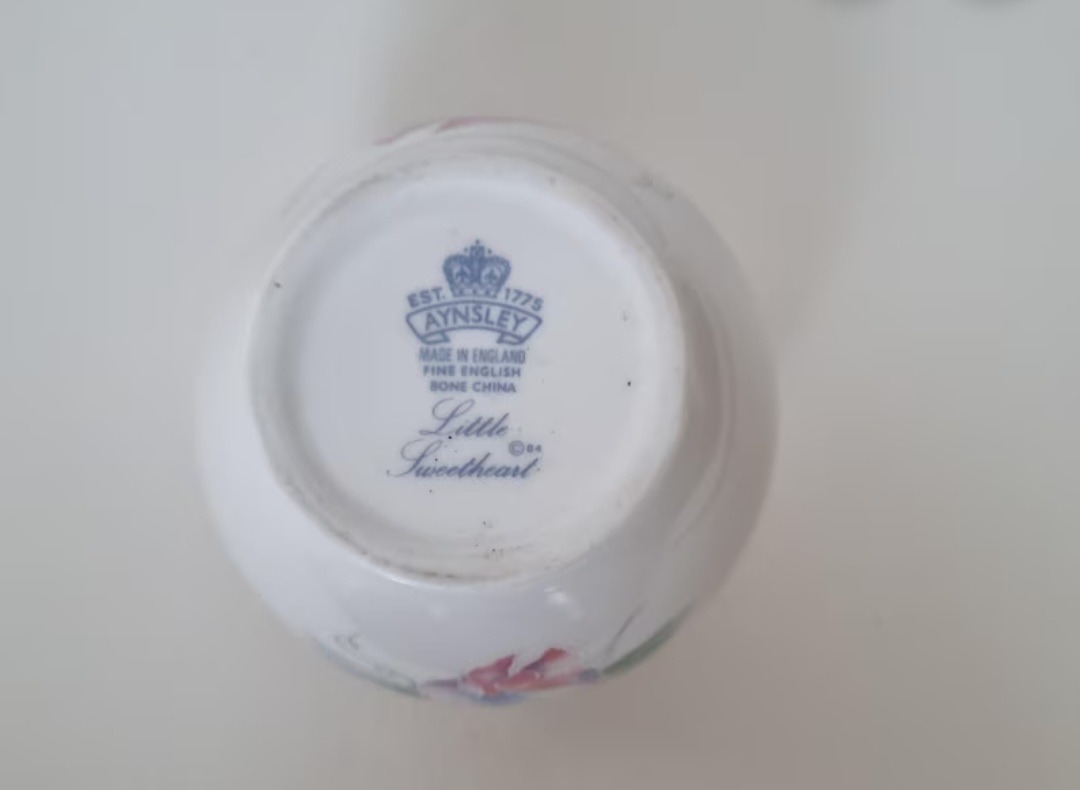 EST. 1775
AYNSLEY
MADE IN ENGLAND
FINE ENGLISH
BONE CHINA
Little
©84
Sweetheart